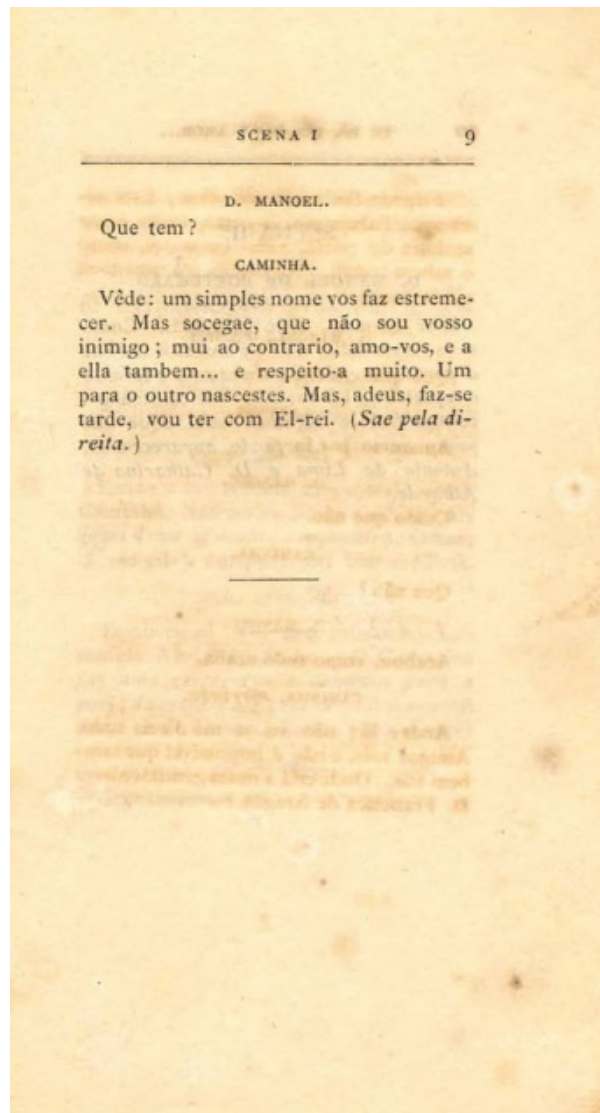 SCENA I 9
D. MANOEL.
Que tem?
CAMINHA.
Vêde: um simples nome vos faz estreme-
cer. Mas socegae, que não sou vosso
inimigo; mui ao contrario, amo-vos, e a
ella tambem... e respeito-a muito. Um
para o outro nascestes. Mas, adeus, faz-se
tarde, vou ter com El-rei. (Sae pela di-
reita.)